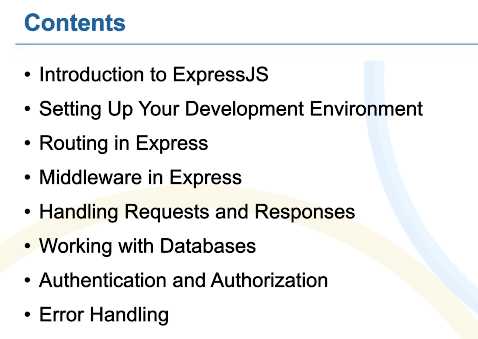 Contents
• Introduction to ExpressJS
• Setting Up Your Development Environment
• Routing in Express
• Middleware in Express
• Handling Requests and Responses
• Working with Databases
• Authentication and Authorization
• Error Handling